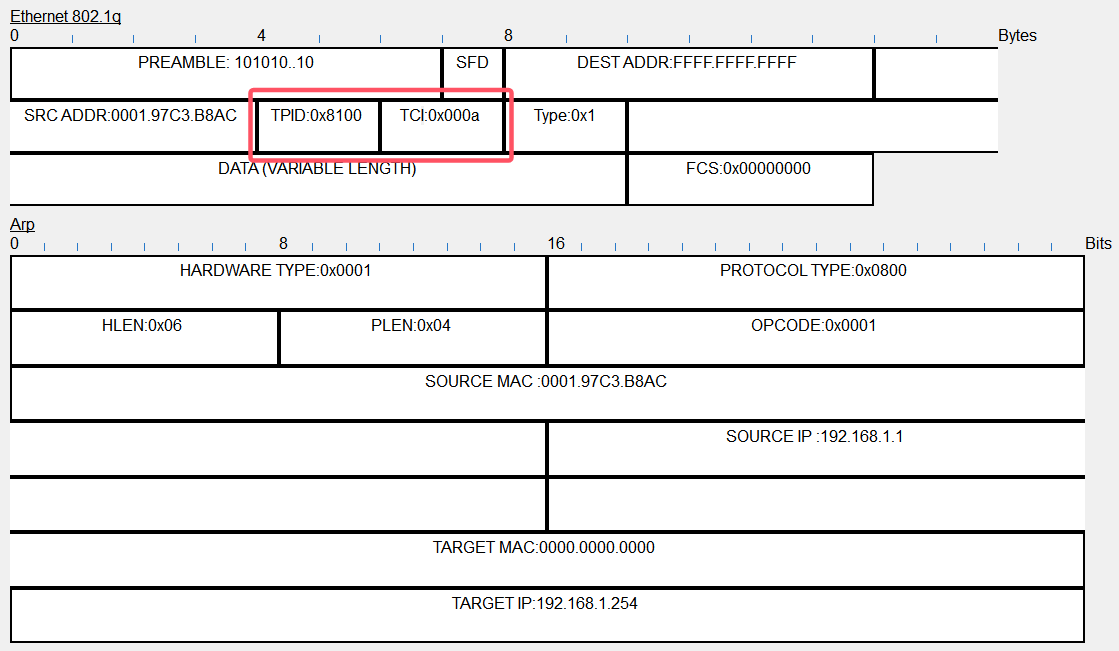 Ethernet 802.1q
0 4 8 Bytes
PREAMBLE: 101010..10 SFD DEST ADDR:FFFF.FFFF.FFFF
SRC ADDR:0001.97C3.B8AC TPID:0x8100 TCI:0x000a Type:0x1
DATA (VARIABLE LENGTH) FCS:0x00000000
Arp
0 8 16 Bits
HARDWARE TYPE:0x0001 PROTOCOL TYPE:0x0800
HLEN:0x06 PLEN:0x04 OPCODE:0x0001
SOURCE MAC :0001.97C3.B8AC
SOURCE IP :192.168.1.1
TARGET MAC:0000.0000.0000
TARGET IP:192.168.1.254